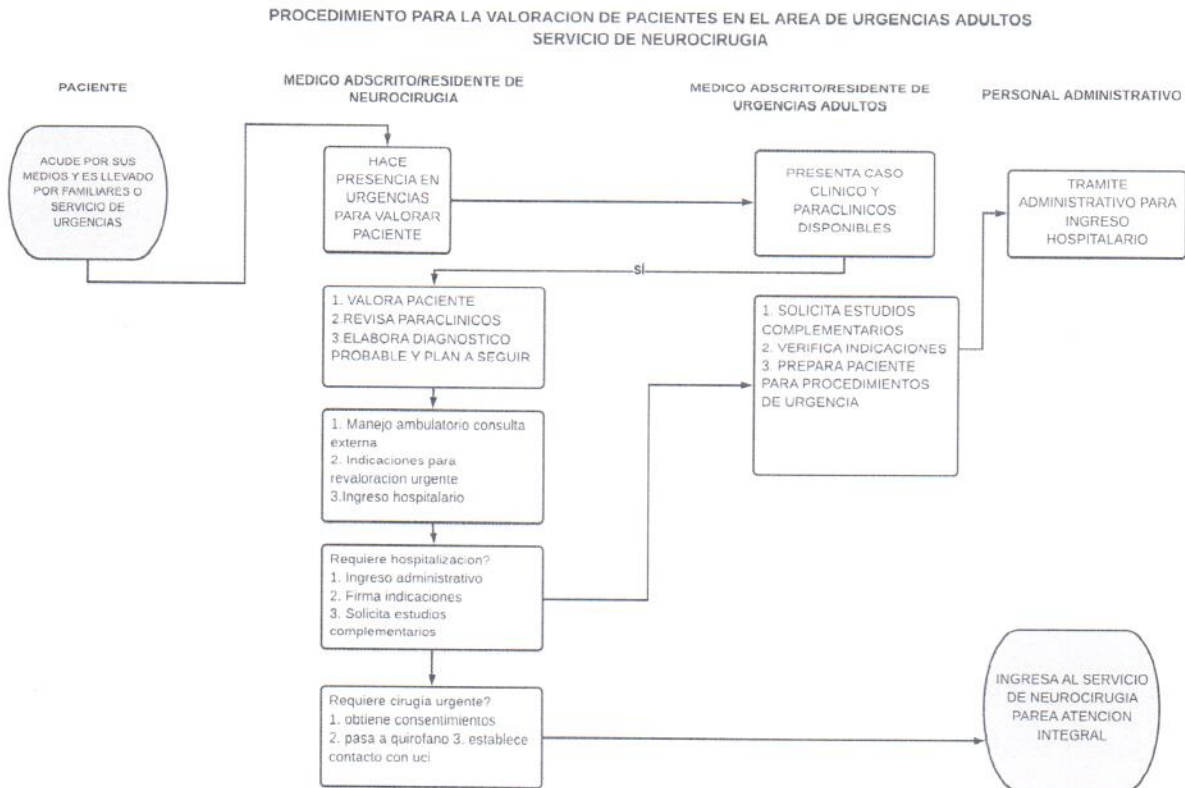 PROCEDIMIENTO PARA LA VALORACION DE PACIENTES EN EL AREA DE URGENCIAS ADULTOS
SERVICIO DE NEUROCIRUGIA
PACIENTE
MEDICO ADSCRITO/RESIDENTE DE
NEUROCIRUGIA
MEDICO ADSCRITO/RESIDENTE DE
URGENCIAS ADULTOS
PERSONAL ADMINISTRATIVO
ACUDE POR SUS
MEDIOS Y ES LLEVADO
POR FAMILIARES O
SERVICIO DE
URGENCIAS
HACE
PRESENCIA EN
URGENCIAS
PARA VALORAR
PACIENTE
PRESENTA CASO
CLINICO Y
PARACLINICOS
DISPONIBLES
TRAMITE
ADMINISTRATIVO PARA
INGRESO
HOSPITALARIO
sí
1. VALORA PACIENTE
2.REVISA PARACLINICOS
3.ELABORA DIAGNOSTICO
PROBABLE Y PLAN A SEGUIR
1. SOLICITA ESTUDIOS
COMPLEMENTARIOS
2. VERIFICA INDICACIONES
3. PREPARA PACIENTE
PARA PROCEDIMIENTOS
DE URGENCIA
1. Manejo ambulatorio consulta
externa
2. Indicaciones para
revaloracion urgente
3.Ingreso hospitalario
Requiere hospitalizacion?
1. Ingreso administrativo
2. Firma indicaciones
3. Solicita estudios
complementarios
Requiere cirugia urgente?
1. obtiene consentimientos
2. pasa a quirofano 3. establece
contacto con uci
INGRESA AL SERVICIO
DE NEUROCIRUGIA
PAREA ATENCION
INTEGRAL